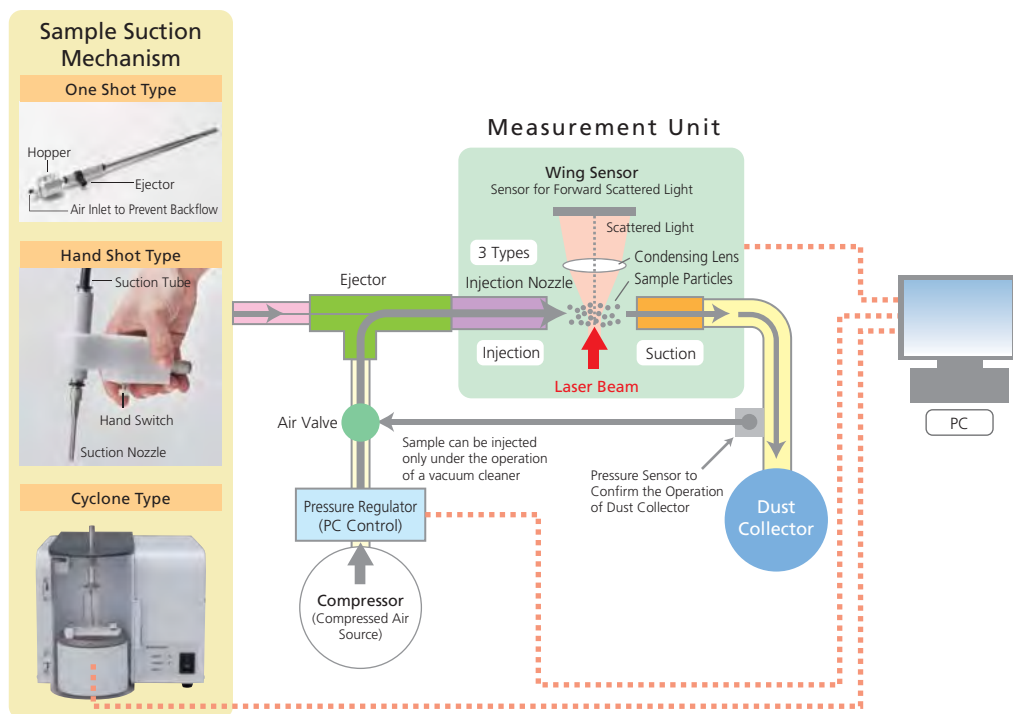 Sample Suction
Mechanism
One Shot Type
Hopper
Ejector
Air Inlet to Prevent Backflow
Hand Shot Type
Suction Tube
Hand Switch
Suction Nozzle
Cyclone Type
Measurement Unit
Wing Sensor
Sensor for Forward Scattered Light
Scattered Light
3 Types
Condensing Lens
Ejector
Injection Nozzle
Sample Particles
Injection
Suction
Laser Beam
Air Valve
Sample can be injected
only under the operation
of a vacuum cleaner
Pressure Sensor to
Confirm the Operation
of Dust Collector
Pressure Regulator
(PC Control)
Dust
Collector
Compressor
(Compressed Air
Source)
PC